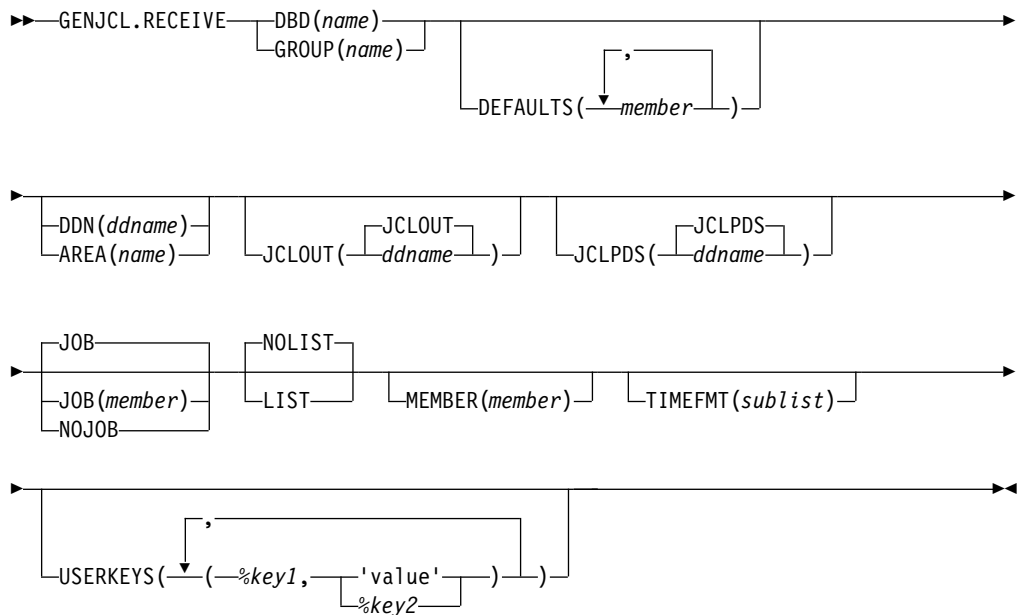 GENJCL.RECEIVE DBD(name)
GROUP(name)
,
DEFAULTS( member )
DDN(ddname)
AREA(name)
JCLOUT
JCLOUT( ddname )
JCLPDS
JCLPDS( ddname )
JOB
JOB(member)
NOJOB
NOLIST
LIST
MEMBER(member)
TIMEFMT(sublist)
,
USERKEYS( ( %key1, 'value' ) )
%key2